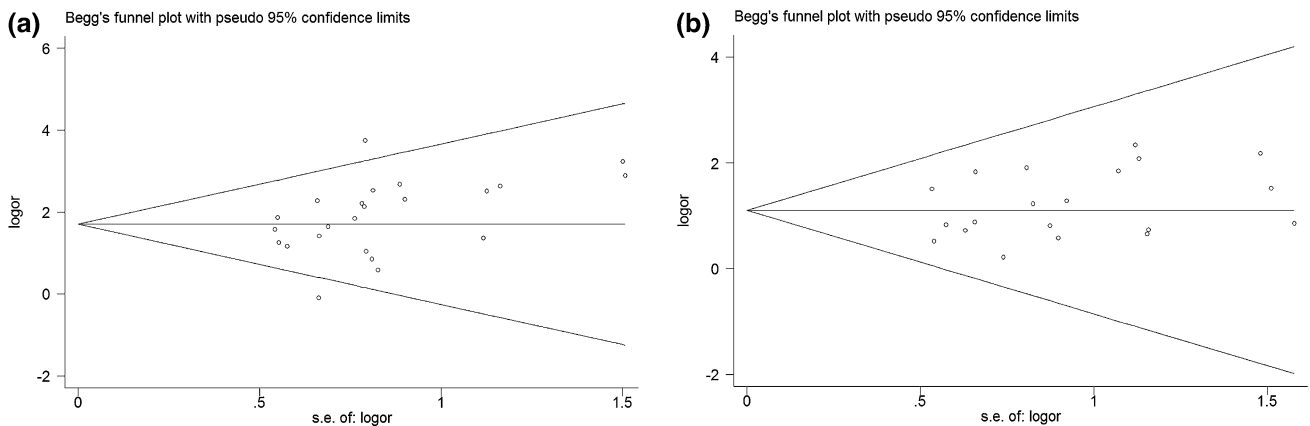 (a)
Begg's funnel plot with pseudo 95% confidence limits
6
4
2
0
-2
logor
0 .5 1 1.5
s.e. of: logor
(b)
Begg's funnel plot with pseudo 95% confidence limits
4
2
0
-2
logor
0 .5 1 1.5
s.e. of: logor